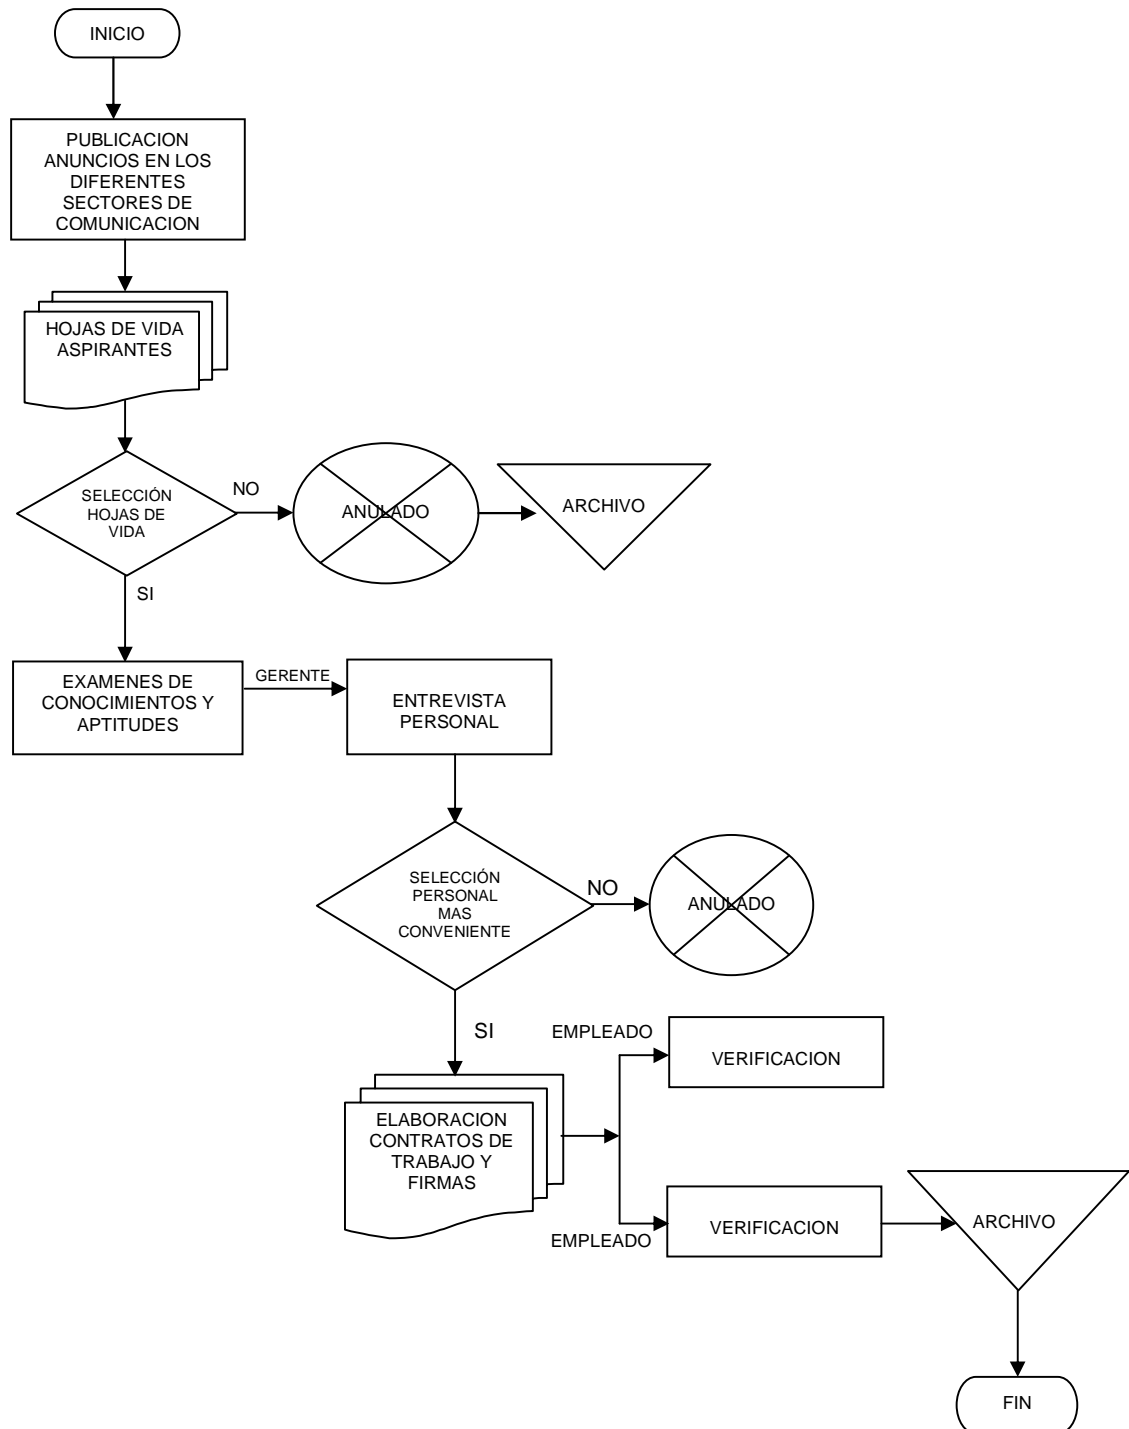 INICIO
PUBLICACION
ANUNCIOS EN LOS
DIFERENTES
SECTORES DE
COMUNICACION
HOJAS DE VIDA
ASPIRANTES
SELECCIÓN
HOJAS DE
VIDA
NO
ANULADO
ARCHIVO
SI
EXAMENES DE
CONOCIMIENTOS Y
APTITUDES
GERENTE
ENTREVISTA
PERSONAL
SELECCIÓN
PERSONAL
MAS
CONVENIENTE
NO
ANULADO
SI
EMPLEADO
VERIFICACION
ELABORACION
CONTRATOS DE
TRABAJO Y
FIRMAS
EMPLEADO
VERIFICACION
ARCHIVO
FIN